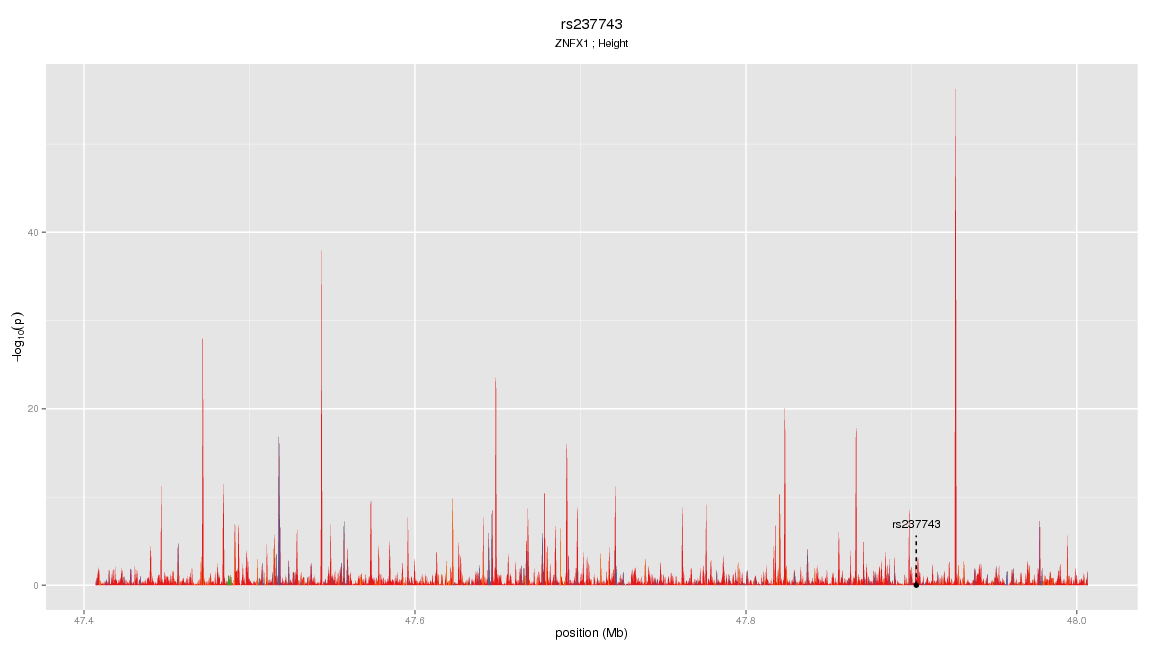 rs237743
ZNFX1 ; Height
40
20
0
rs237743
47.4
47.6
47.8
48.0
position (Mb)
−log10(p)